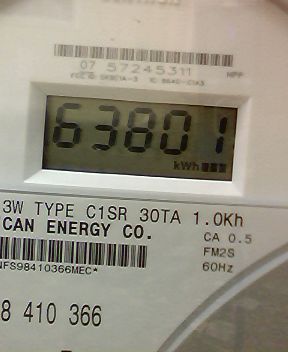 07 57245311 HPP
63801
kWh
3W TYPE C1SR 30TA 1.0Kh
CAN ENERGY CO.
CA 0.5
FM2S
NFS98410366MEC*
60Hz
8 410 366